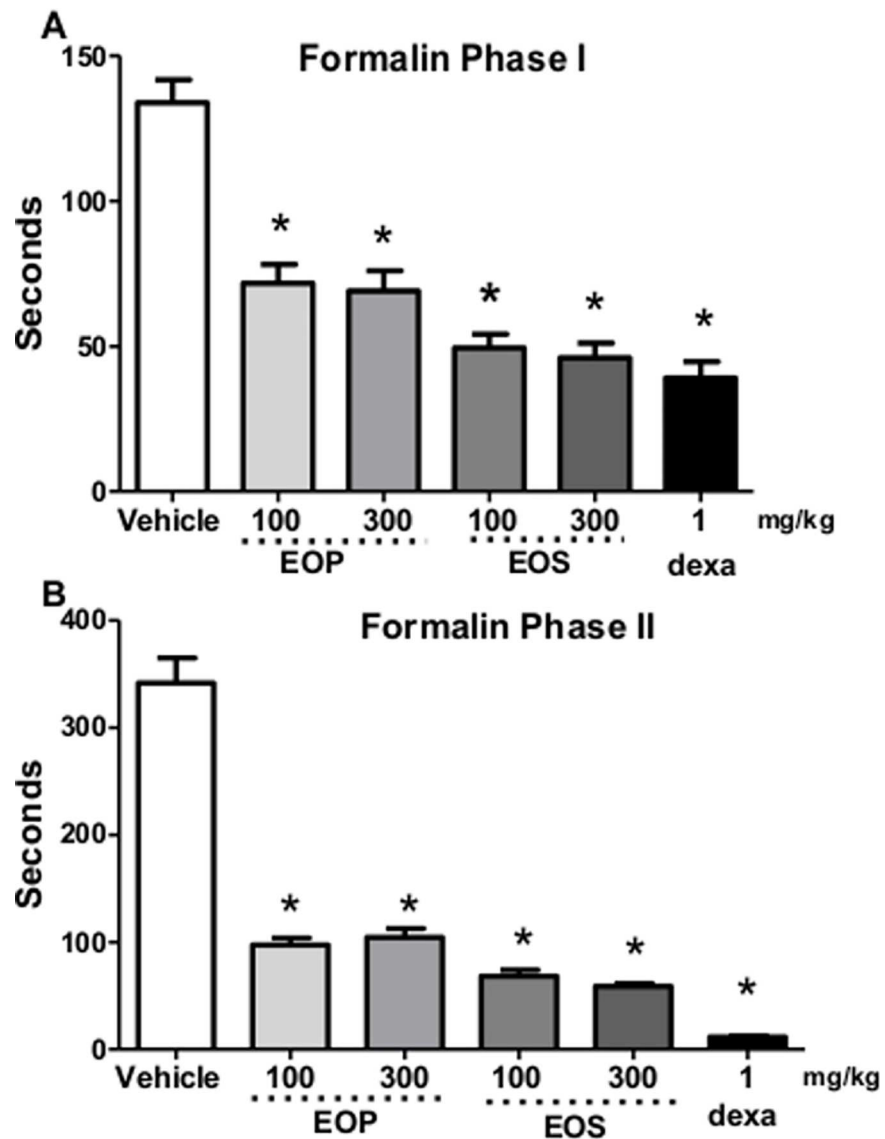 A
Formalin Phase I
150
100
50
0
Seconds
* * * * *
Vehicle 100 300 100 300 1 mg/kg
EOP EOS dexa
B
Formalin Phase II
400
300
200
100
0
Seconds
* * * * *
Vehicle 100 300 100 300 1 mg/kg
EOP EOS dexa